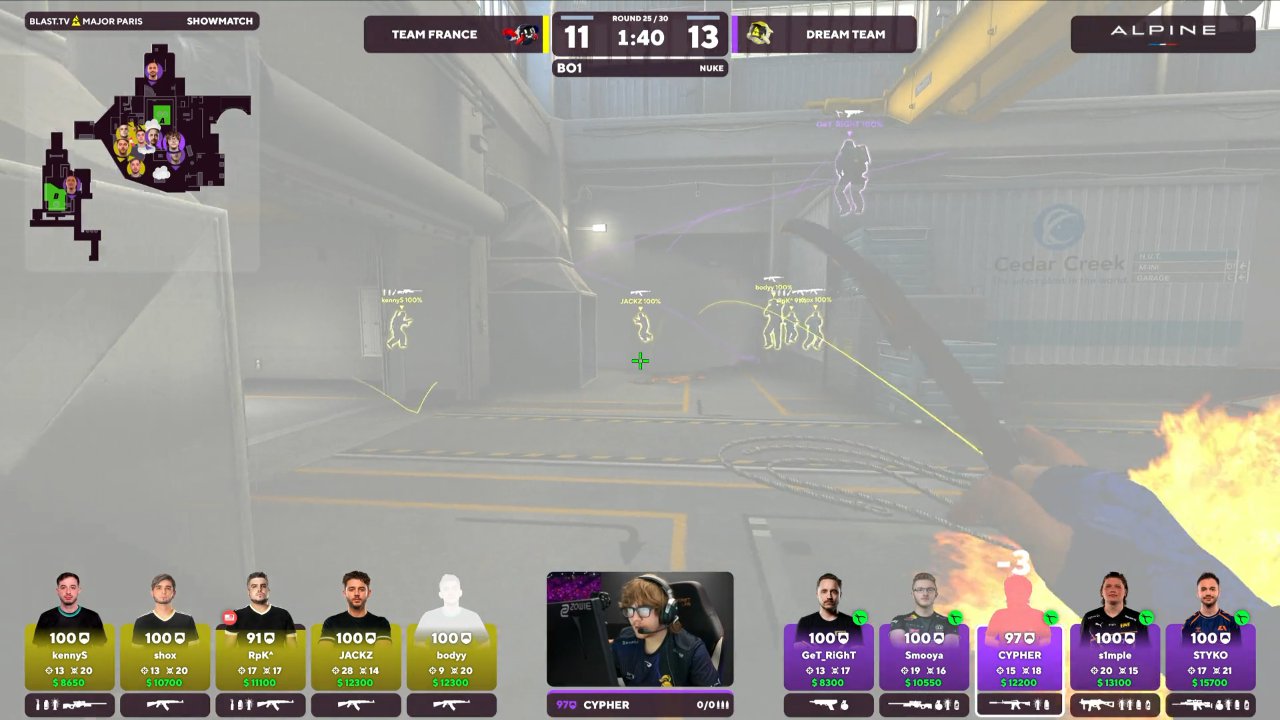 BLAST.TV MAJOR PARIS SHOWMATCH
TEAM FRANCE
11
ROUND 25 / 30
1:40
13
DREAM TEAM
BO1
NUKE
ALPINE
GeT_RiGhT 100%
kennyS 100%
JACKZ 100%
bodyy 100%
Cedar Creek
MINI
GARAGE
ZOWIE
-3
100
kennyS
13 20
$8650
100
shox
13 20
$10700
91
RpK^
17 17
$11100
100
JACKZ
28 14
$12300
100
bodyy
9 20
$12300
97 CYPHER 0/0
100
GeT_RiGhT
13 17
$8300
100
Smooya
19 16
$10550
97
CYPHER
15 18
$12200
100
s1mple
20 15
$13100
100
STYKO
17 21
$15700